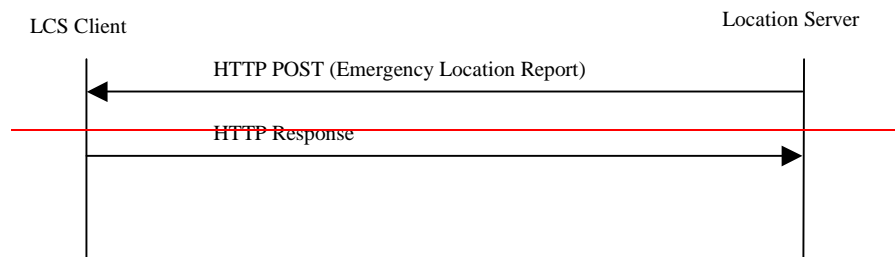 LCS Client
Location Server
HTTP POST (Emergency Location Report)
HTTP Response